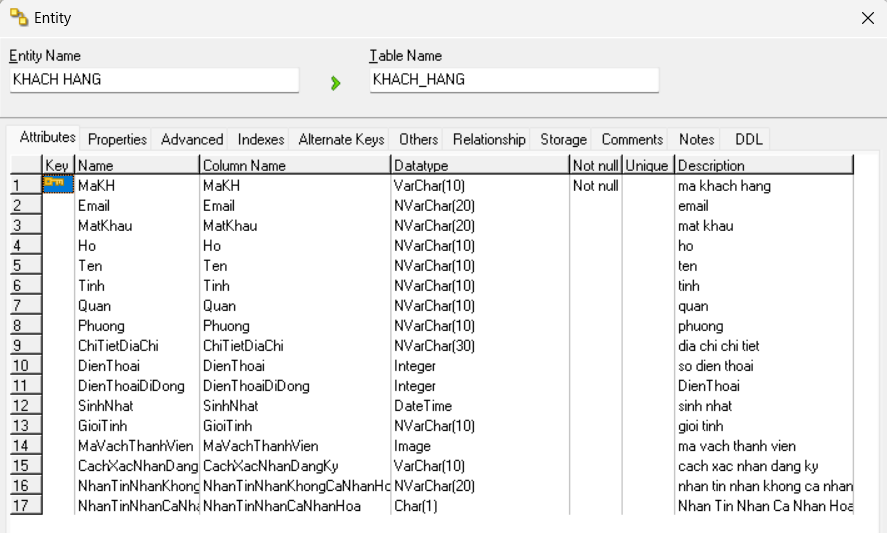 Entity
Entity Name Table Name
KHACH HANG KHACH_HANG
Attributes Properties Advanced Indexes Alternate Keys Others Relationship Storage Comments Notes DDL
Key Name Column Name Datatype Not null Unique Description
1 MaKH MaKH VarChar(10) Not null ma khach hang
2 Email Email NVarChar(20) email
3 MatKhau MatKhau NVarChar(20) mat khau
4 Ho Ho NVarChar(10) ho
5 Ten Ten NVarChar(10) ten
6 Tinh Tinh NVarChar(10) tinh
7 Quan Quan NVarChar(10) quan
8 Phuong Phuong NVarChar(10) phuong
9 ChiTietDiaChi ChiTietDiaChi NVarChar(30) dia chi chi tiet
10 DienThoai DienThoai Integer so dien thoai
11 DienThoaiDiDong DienThoaiDiDong Integer DienThoai
12 SinhNhat SinhNhat DateTime sinh nhat
13 GioiTinh GioiTinh NVarChar(10) gioi tinh
14 MaVachThanhVien MaVachThanhVien Image ma vach thanh vien
15 CachXacNhanDang CachXacNhanDangKy VarChar(10) cach xac nhan dang ky
16 NhanTinNhanKhong NhanTinNhanKhongCaNhanHo NVarChar(20) nhan tin nhan khong ca nhan
17 NhanTinNhanCaNha NhanTinNhanCaNhanHoa Char(1) Nhan Tin Nhan Ca Nhan Hoa